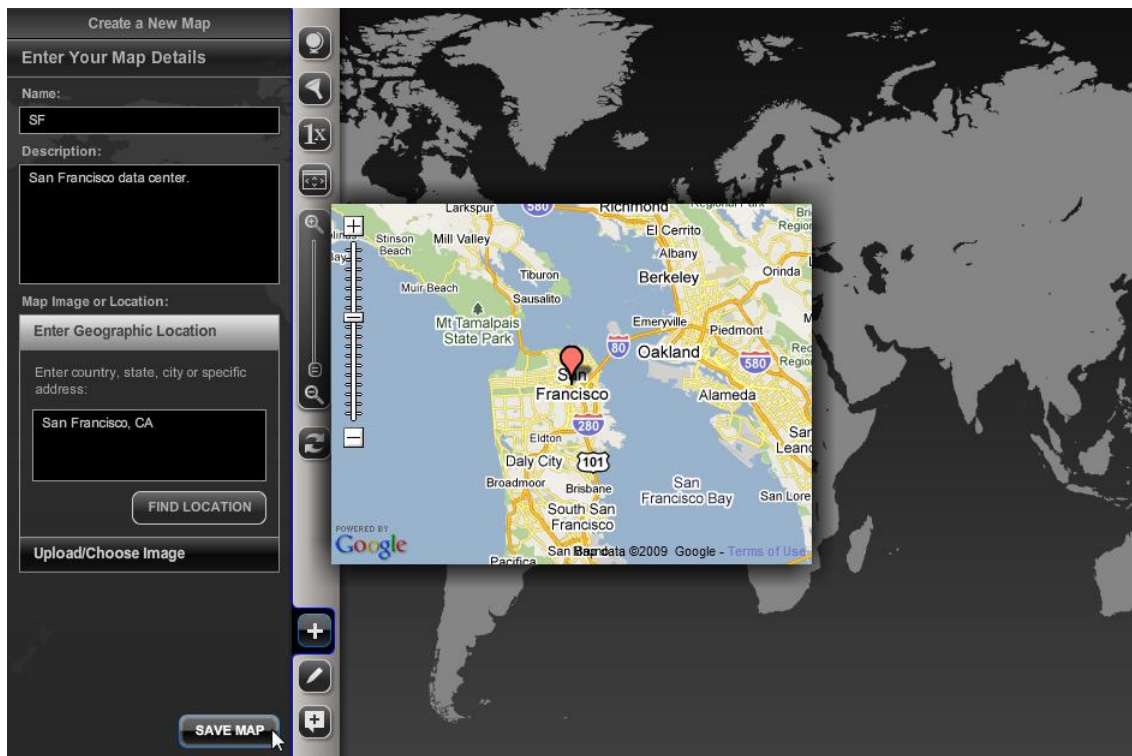 Create a New Map
Enter Your Map Details
Name:
SF
Description:
San Francisco data center.
Map Image or Location:
Enter Geographic Location
Enter country, state, city or specific
address:
San Francisco, CA
FIND LOCATION
Upload/Choose Image
SAVE MAP
1x
Larkspur
580
Richmond
El Cerrito
Stinson
Beach
Mill Valley
Albany
Berkeley
Orinda
Tiburon
Muir Beach
Sausalito
Mt Tamalpais
State Park
Emeryville
Piedmont
80
Oakland
580
San
Francisco
Alameda
280
San
Lean
Eldton
Daly City
101
Broadmoor
Brisbane
San
Francisco Bay
San Lore
South San
Francisco
POWERED BY
Google
Pacifica
Map data ©2009 Google - Terms of Use